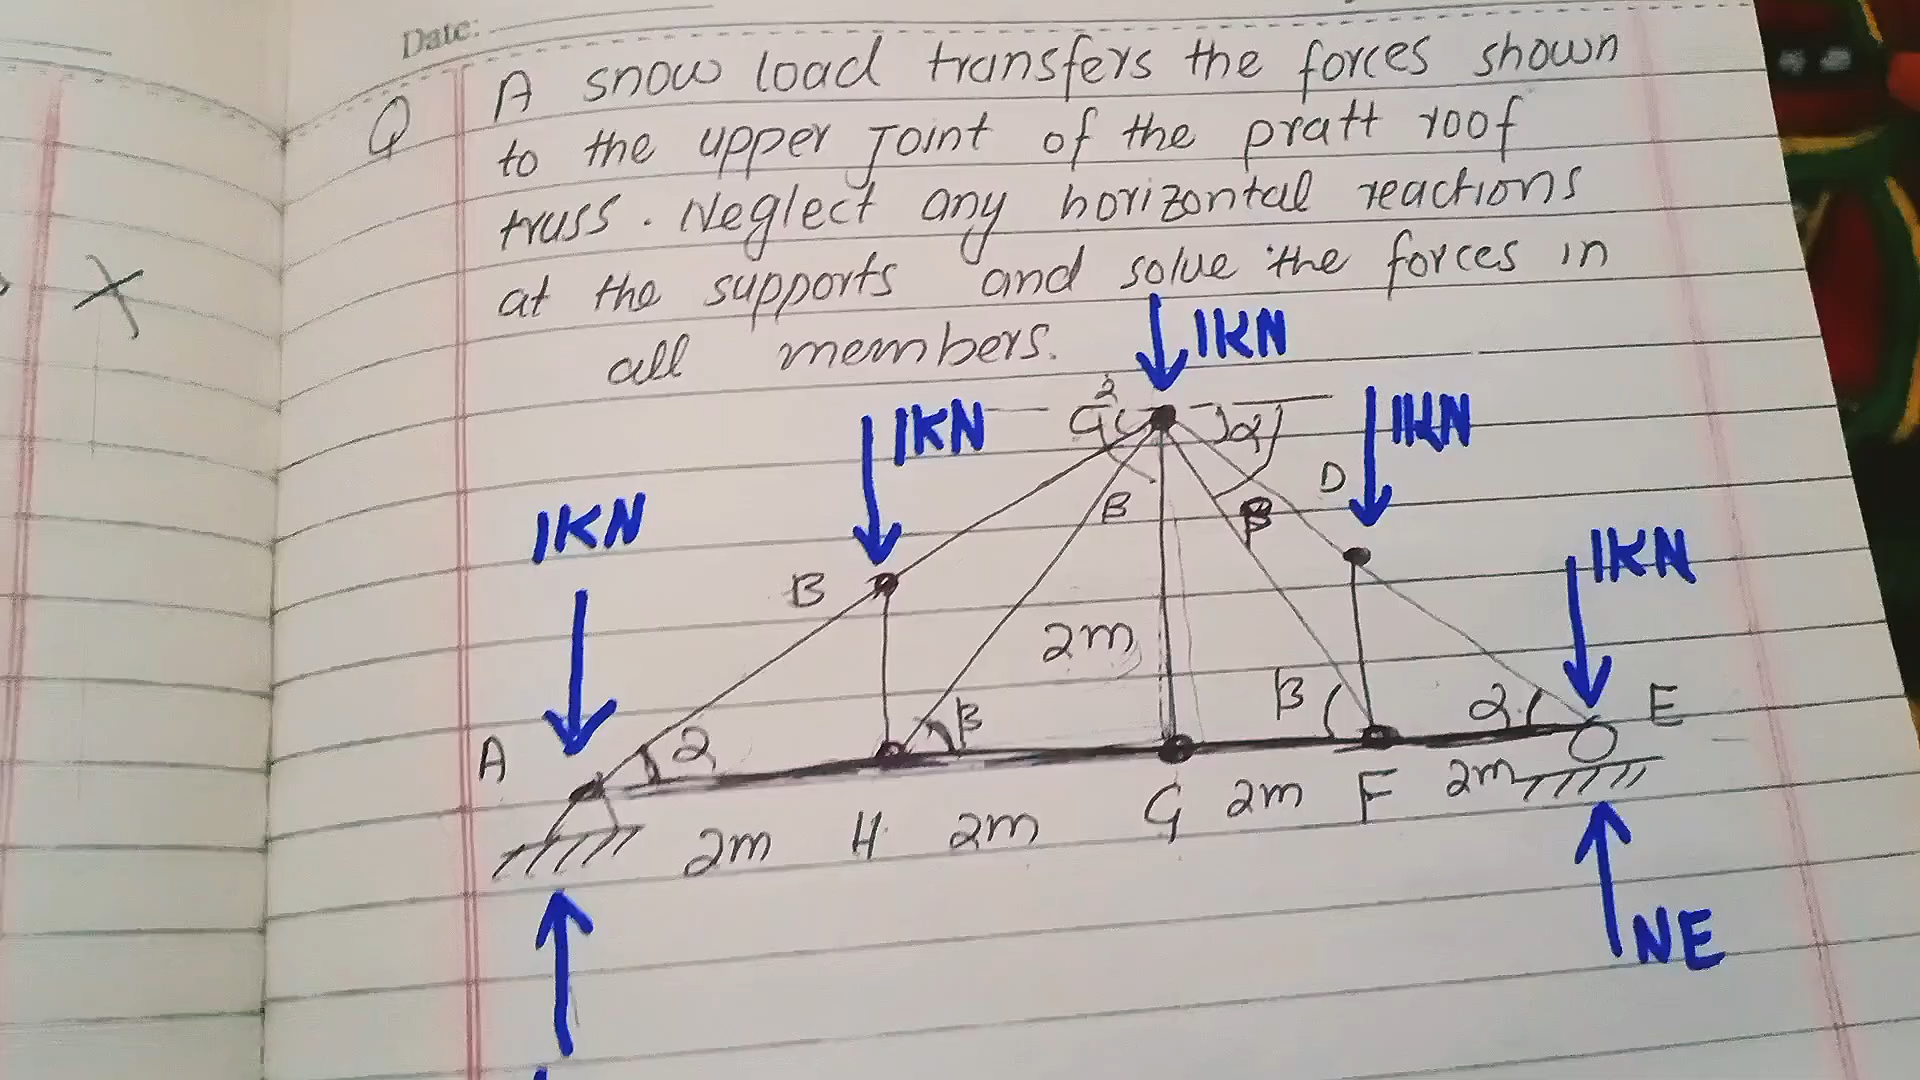 Date:
Q A snow load transfers the forces shown
to the upper Joint of the pratt roof
truss. Neglect any horizontal reactions
at the supports and solve the forces in
all members.
1KN
1KN
1KN
1KN
1KN
D
B
B
β
2m
A
2
β
β
2
E
2m
H
2m
G
2m
F
2m
NE